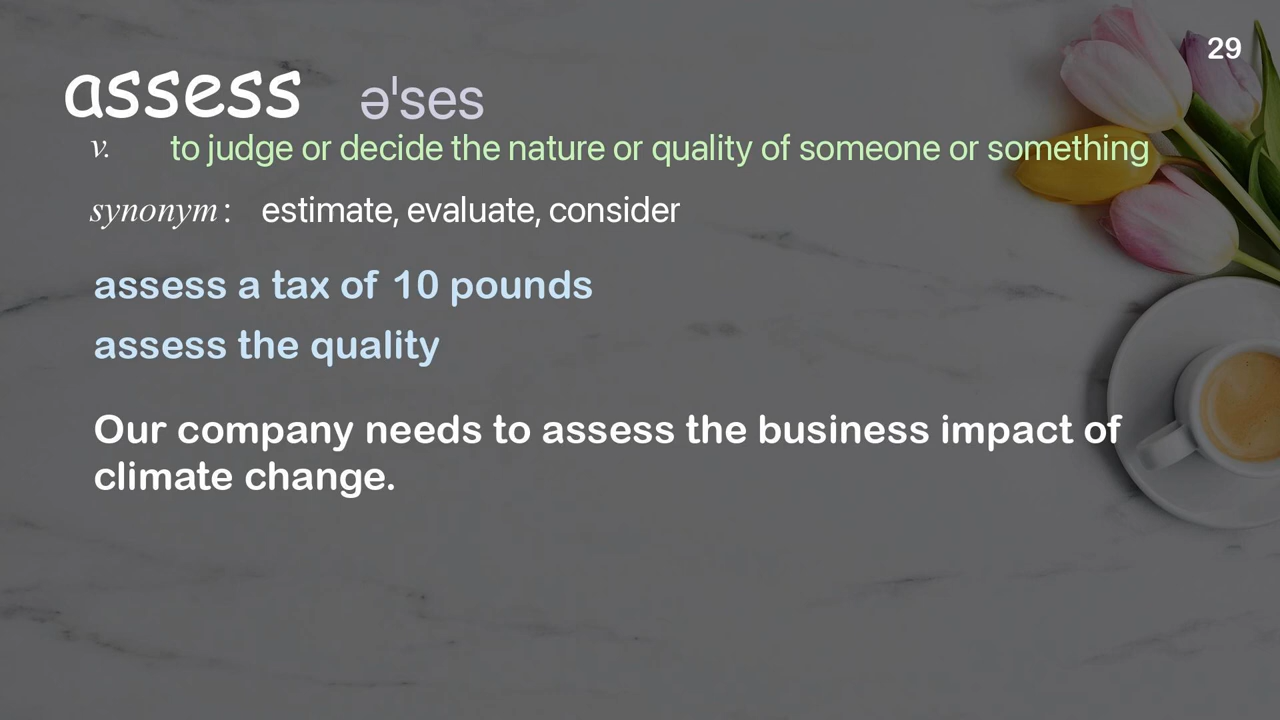 29
assess ə'ses
v. to judge or decide the nature or quality of someone or something
synonym: estimate, evaluate, consider
assess a tax of 10 pounds
assess the quality
Our company needs to assess the business impact of
climate change.